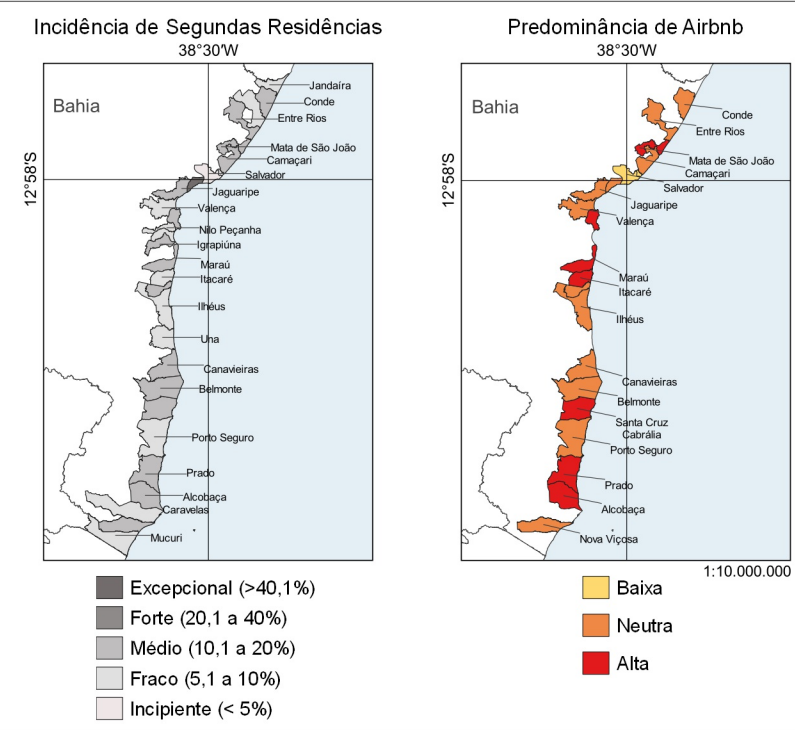 Incidência de Segundas Residências
38°30'W
Bahia
12°58'S
Jandaíra
Conde
Entre Rios
Mata de São João
Camaçari
Salvador
Jaguaripe
Valença
Nilo Peçanha
Igrapiúna
Maraú
Itacaré
Ilhéus
Una
Canavieiras
Belmonte
Porto Seguro
Prado
Alcobaça
Caravelas
Mucuri
Excepcional (>40,1%)
Forte (20,1 a 40%)
Médio (10,1 a 20%)
Fraco (5,1 a 10%)
Incipiente (< 5%)
Predominância de Airbnb
38°30'W
Bahia
12°58'S
Conde
Entre Rios
Mata de São João
Camaçari
Salvador
Jaguaripe
Valença
Maraú
Itacaré
Ilhéus
Canavieiras
Belmonte
Santa Cruz
Cabrália
Porto Seguro
Prado
Alcobaça
Nova Viçosa
1:10.000.000
Baixa
Neutra
Alta